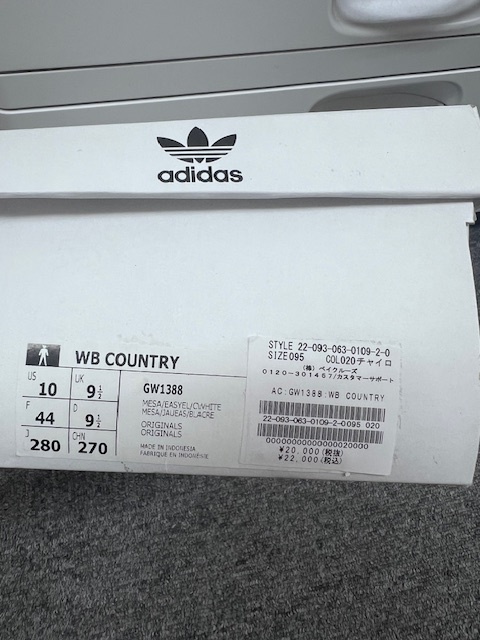 adidas
WB COUNTRY
US 10 UK 9 1/2
F 44 D 9 1/2
J 280 CHN 270
GW1388
MESA/EASYEL/CWHITE
MESA/JAUEAS/BLACRE
ORIGINALS
ORIGINALS
MADE IN INDONESIA
FABRIQUE EN INDONESIE
STYLE 22-093-063-0109-2-0
SIZE095 COL020チャイロ
(株)ベイクルーズ
0120-301457/カスタマーサポート
AC:GW1388:WB COUNTRY
22-093-063-0109-2-0095 020
¥20,000(税抜)
¥22,000(税込)